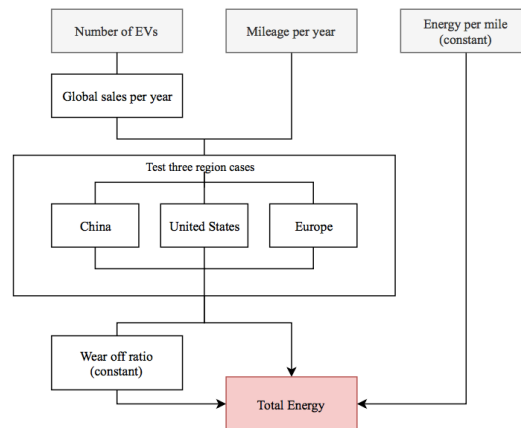 Number of EVs
Mileage per year
Energy per mile
(constant)
Global sales per year
Test three region cases
China
United States
Europe
Wear off ratio
(constant)
Total Energy